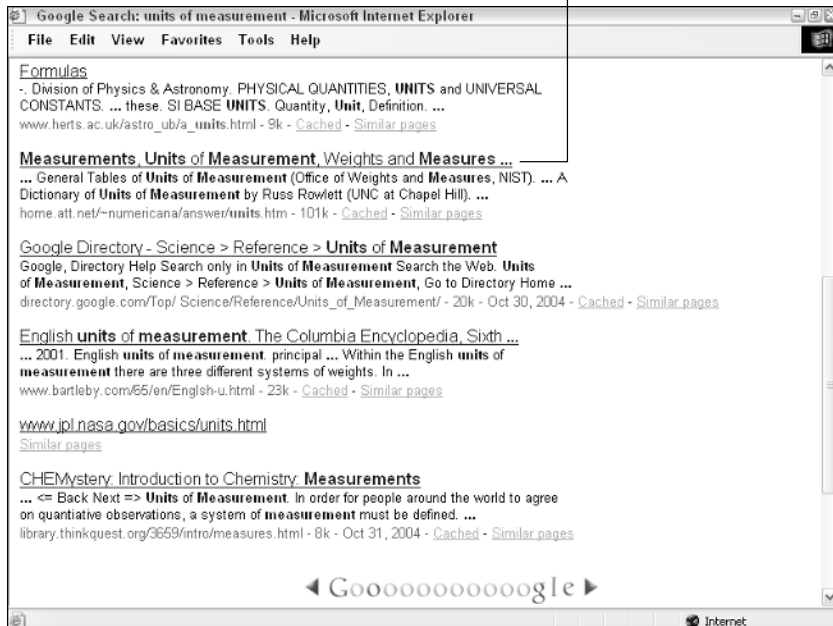 Google Search: units of measurement - Microsoft Internet Explorer
File Edit View Favorites Tools Help
Formulas
-. Division of Physics & Astronomy. PHYSICAL QUANTITIES, UNITS and UNIVERSAL
CONSTANTS. ... these. SI BASE UNITS. Quantity, Unit, Definition. ...
www.herts.ac.uk/astro_ub/a_units.html - 9k - Cached - Similar pages
Measurements, Units of Measurement, Weights and Measures ...
... General Tables of Units of Measurement (Office of Weights and Measures, NIST). ... A
Dictionary of Units of Measurement by Russ Rowlett (UNC at Chapel Hill). ...
home.att.net/~numericana/answer/units.htm - 101k - Cached - Similar pages
Google Directory - Science > Reference > Units of Measurement
Google, Directory Help Search only in Units of Measurement Search the Web. Units
of Measurement, Science > Reference > Units of Measurement, Go to Directory Home ...
directory.google.com/Top/ Science/Reference/Units_of_Measurement/ - 20k - Oct 30, 2004 - Cached - Similar pages
English units of measurement. The Columbia Encyclopedia, Sixth ...
... 2001. English units of measurement. principal ... Within the English units of
measurement there are three different systems of weights. In ...
www.bartleby.com/65/en/Englsh-u.html - 23k - Cached - Similar pages
www.jpl.nasa.gov/basics/units.html
Similar pages
CHEMystery: Introduction to Chemistry: Measurements
... <= Back Next => Units of Measurement. In order for people around the world to agree
on quantiative observations, a system of measurement must be defined. ...
library.thinkquest.org/3659/intro/measures.html - 8k - Oct 31, 2004 - Cached - Similar pages
Goooooooooooogle
Internet